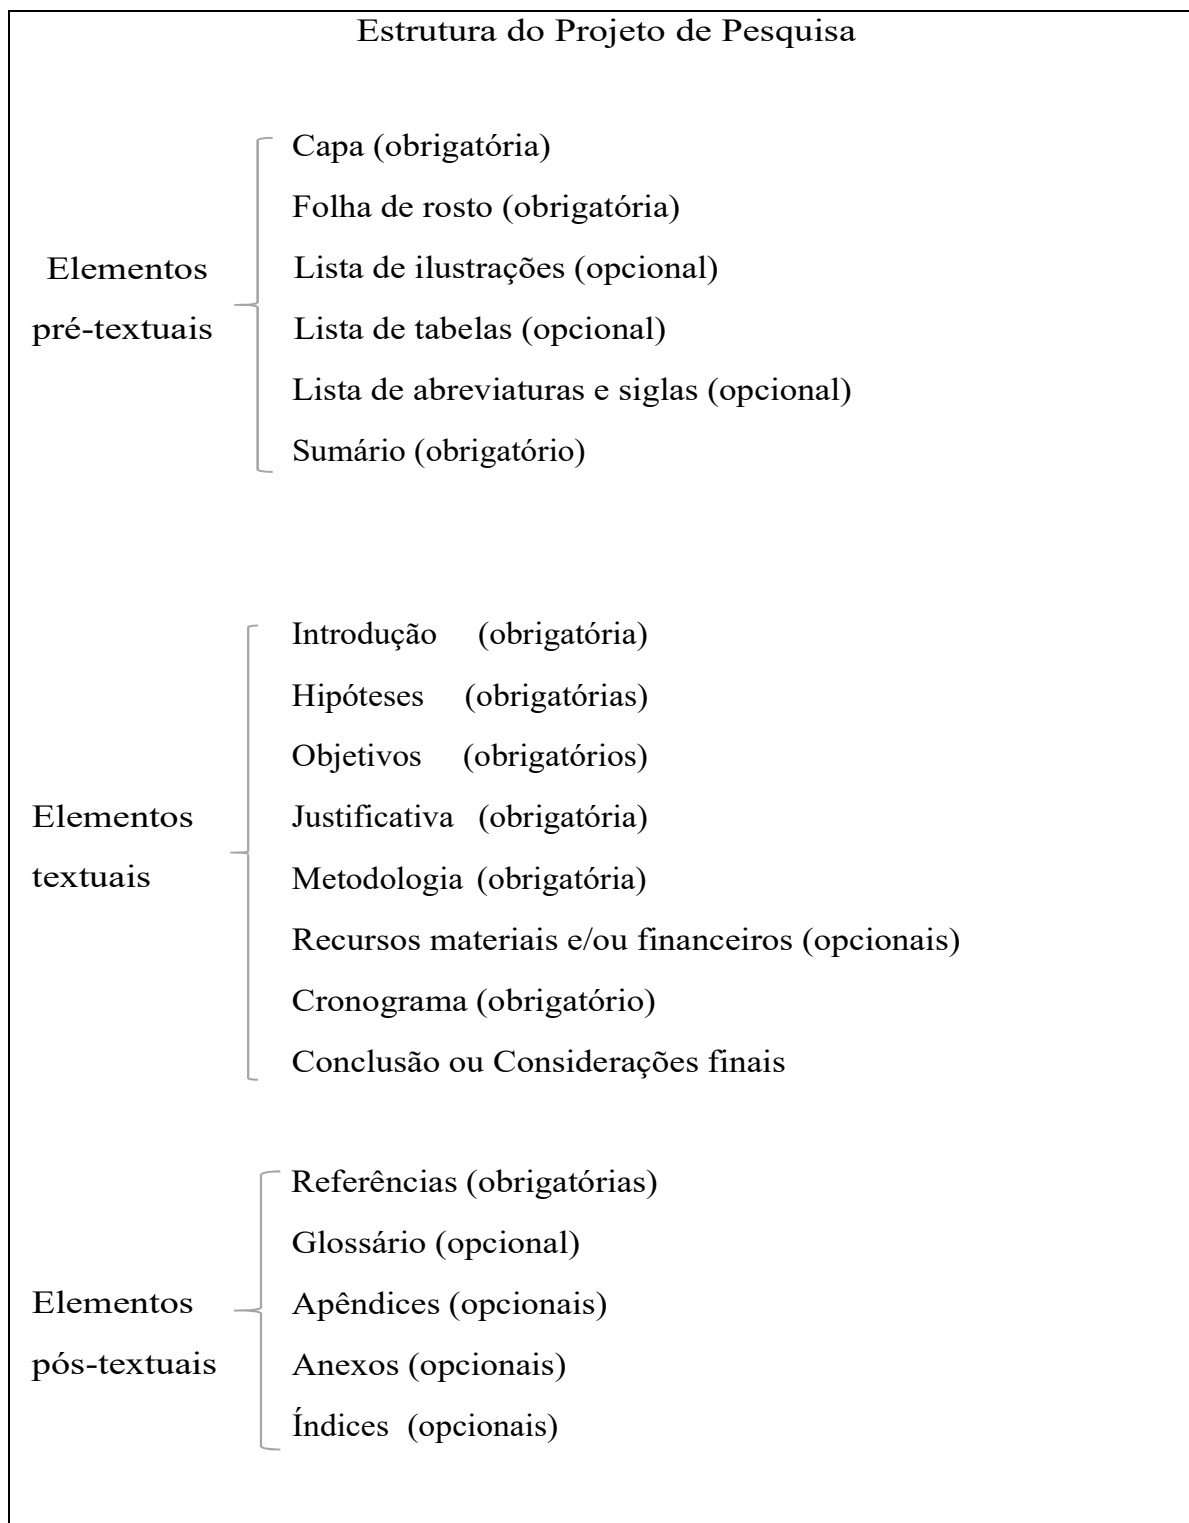 Estrutura do Projeto de Pesquisa
Elementos
pré-textuais
Capa (obrigatória)
Folha de rosto (obrigatória)
Lista de ilustrações (opcional)
Lista de tabelas (opcional)
Lista de abreviaturas e siglas (opcional)
Sumário (obrigatório)
Elementos
textuais
Introdução (obrigatória)
Hipóteses (obrigatórias)
Objetivos (obrigatórios)
Justificativa (obrigatória)
Metodologia (obrigatória)
Recursos materiais e/ou financeiros (opcionais)
Cronograma (obrigatório)
Conclusão ou Considerações finais
Elementos
pós-textuais
Referências (obrigatórias)
Glossário (opcional)
Apêndices (opcionais)
Anexos (opcionais)
Índices (opcionais)